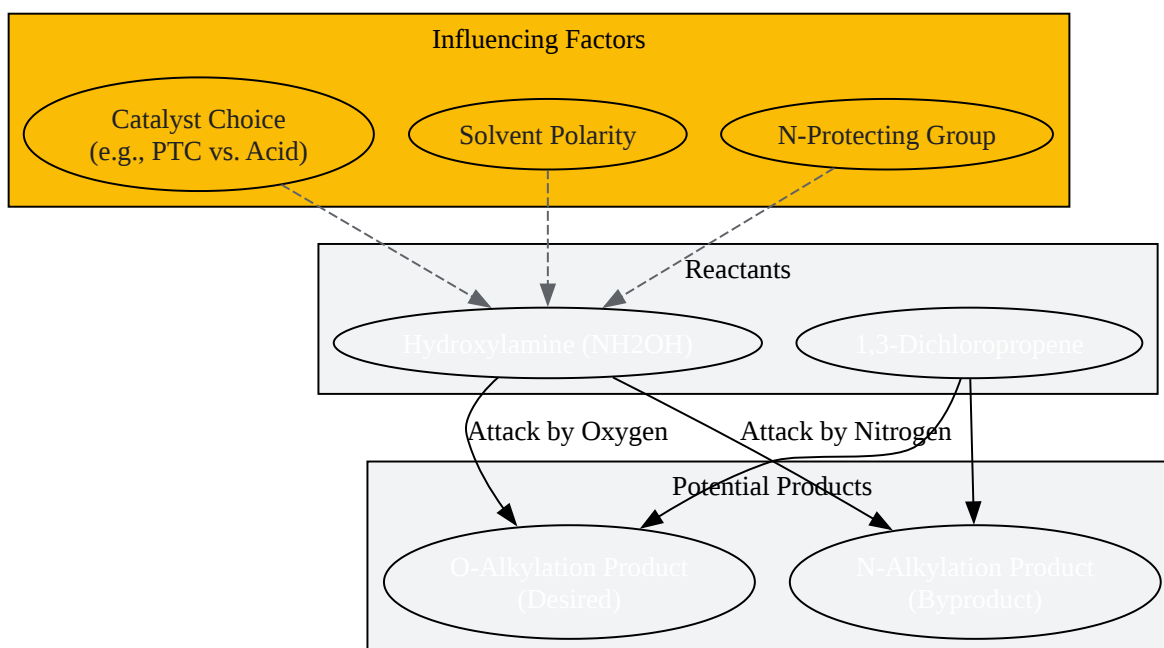 Influencing Factors
Catalyst Choice
(e.g., PTC vs. Acid)
Solvent Polarity
N-Protecting Group
Reactants
Hydroxylamine (NH2OH)
1,3-Dichloropropene
Attack by Oxygen
Attack by Nitrogen
Potential Products
O-Alkylation Product
(Desired)
N-Alkylation Product
(Byproduct)